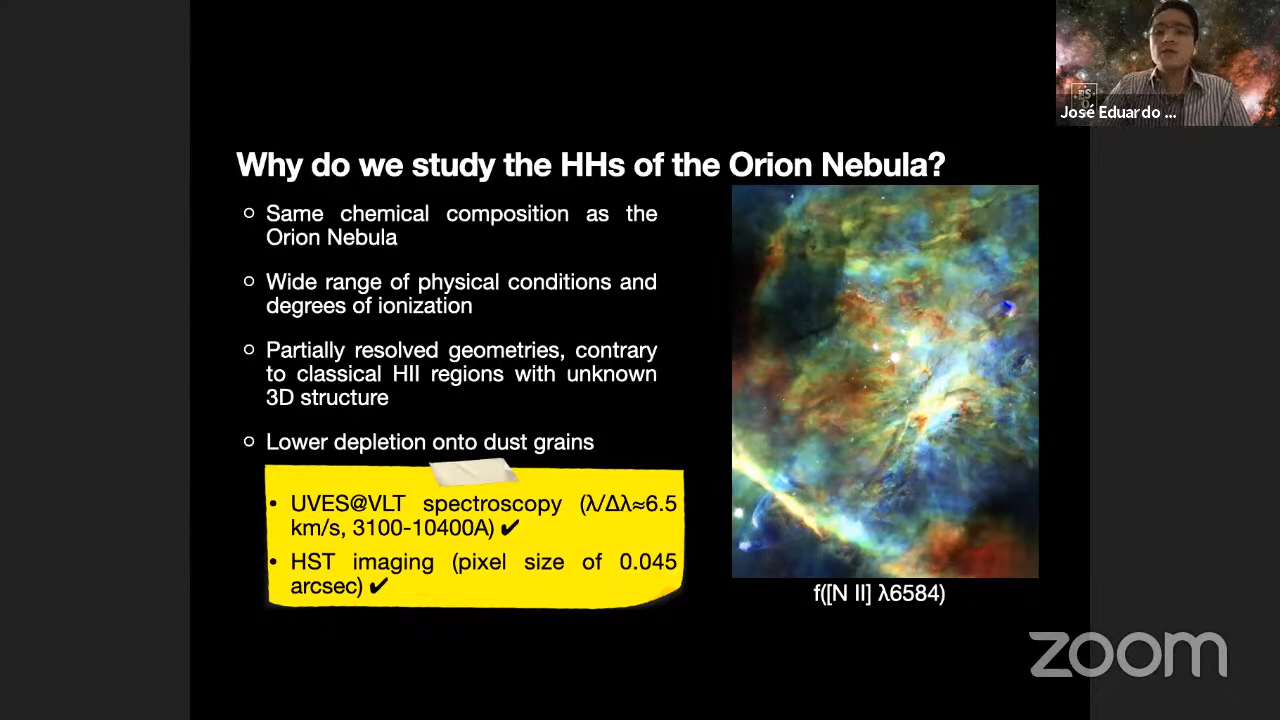 José Eduardo ...
Why do we study the HHs of the Orion Nebula?
Same chemical composition as the
Orion Nebula
Wide range of physical conditions and
degrees of ionization
Partially resolved geometries, contrary
to classical HII regions with unknown
3D structure
Lower depletion onto dust grains
• UVES@VLT spectroscopy (λ/Δλ≈6.5
km/s, 3100-10400A) ✔
• HST imaging (pixel size of 0.045
arcsec) ✔
f([N II] λ6584)
zoom